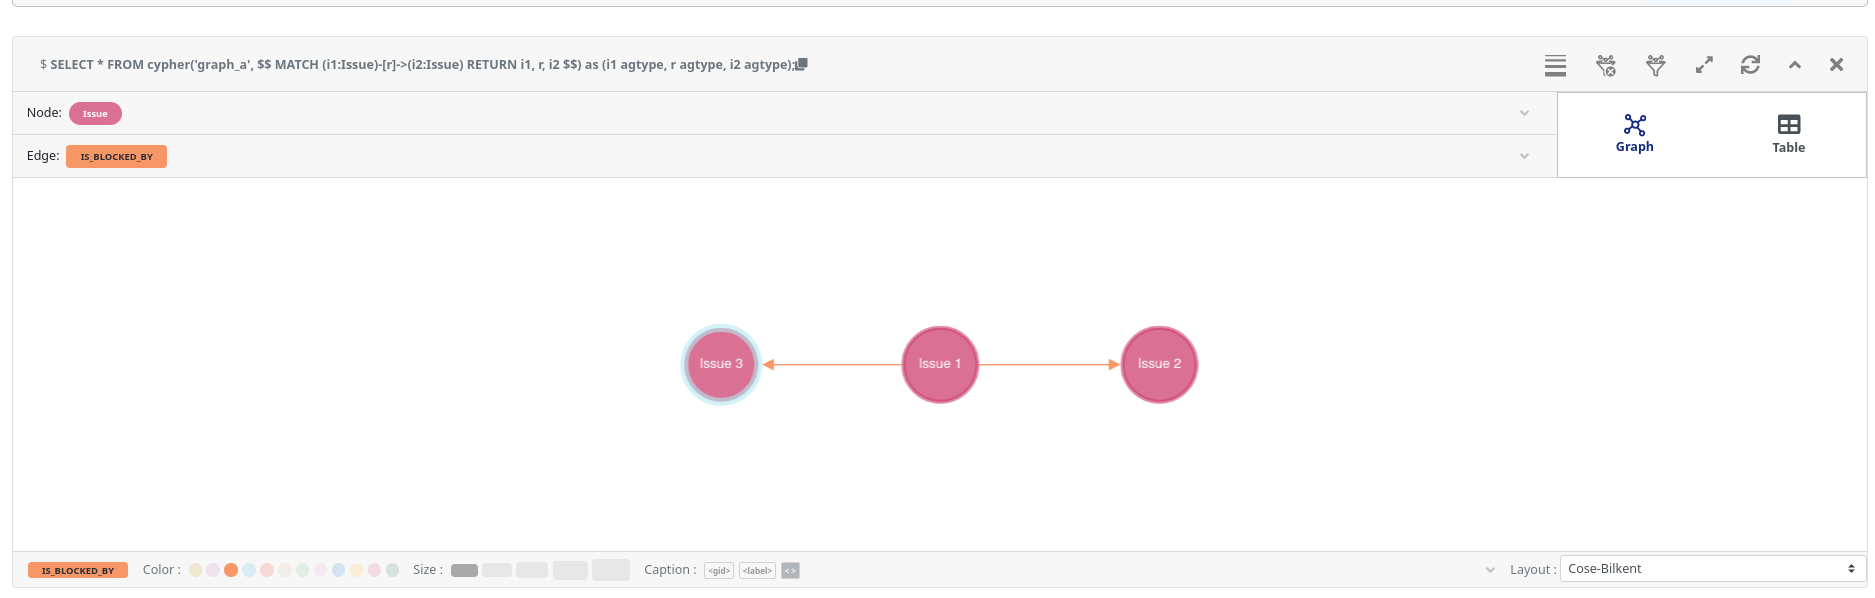 $ SELECT * FROM cypher('graph_a', $$ MATCH (i1:Issue)-[r]->(i2:Issue) RETURN i1, r, i2 $$) as (i1 agtype, r agtype, i2 agtype);
Node: Issue
Edge: IS_BLOCKED_BY
Graph
Table
Issue 3
Issue 1
Issue 2
IS_BLOCKED_BY Color : Size : Caption : <gid> <label> <> Layout : Cose-Bilkent